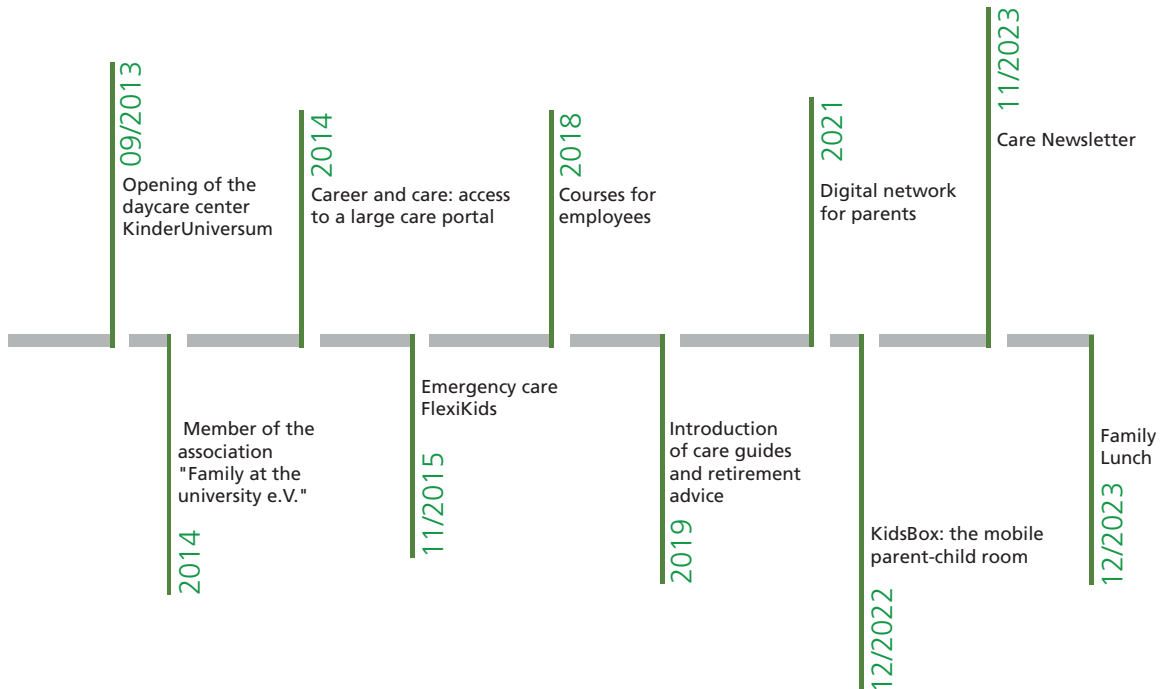 09/2013
Opening of the
daycare center
KinderUniversum
Member of the
association
"Family at the
university e.V."
2014
2014
Career and care: access
to a large care portal
Emergency care
FlexiKids
11/2015
2018
Courses for
employees
Introduction
of care guides
and retirement
advice
2019
2021
Digital network
for parents
KidsBox: the mobile
parent-child room
12/2022
11/2023
Care Newsletter
Family
Lunch
12/2023